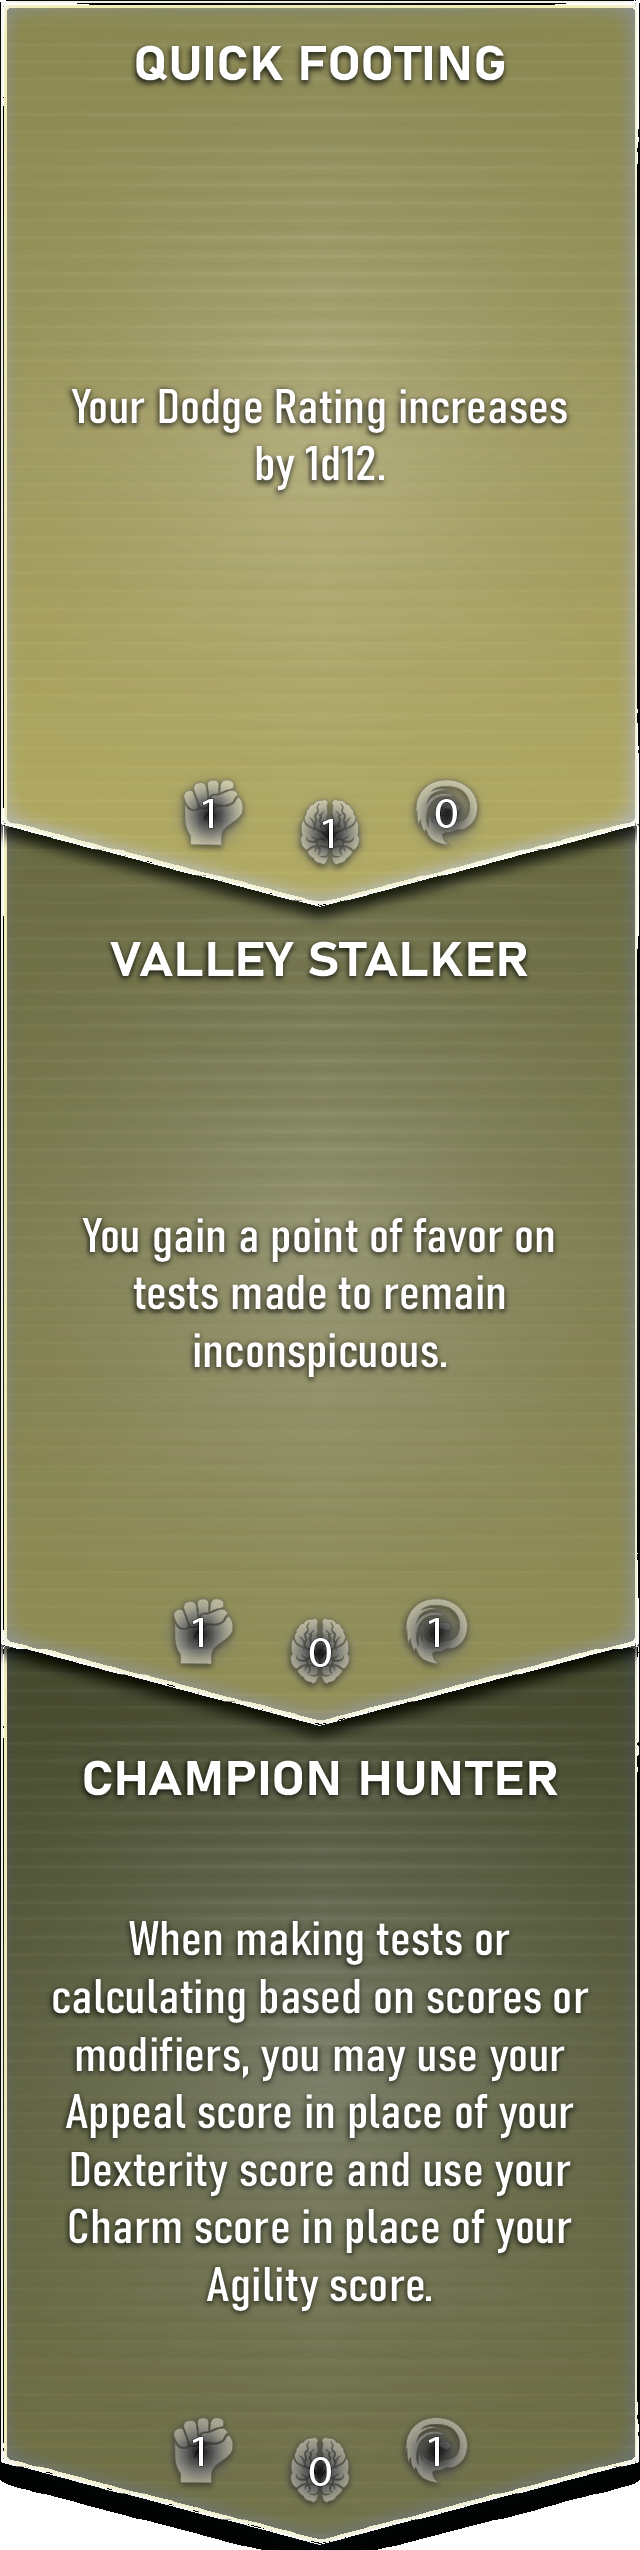 QUICK FOOTING
Your Dodge Rating increases
by 1d12.
1 1 0
VALLEY STALKER
You gain a point of favor on
tests made to remain
inconspicuous.
1 0 1
CHAMPION HUNTER
When making tests or
calculating based on scores or
modifiers, you may use your
Appeal score in place of your
Dexterity score and use your
Charm score in place of your
Agility score.
1 0 1